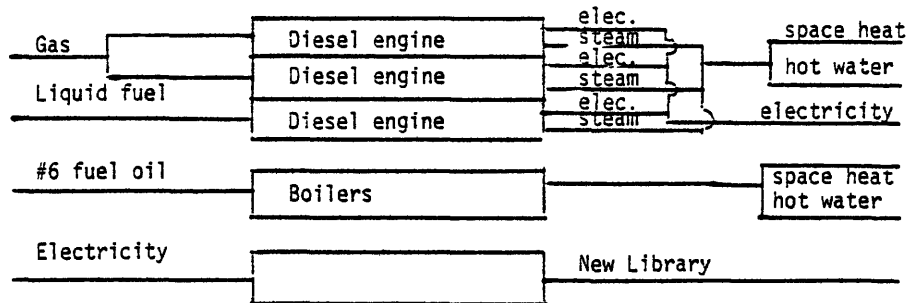 elec.
Gas
Diesel engine
steam
space heat
elec.
Diesel engine
steam
hot water
Liquid fuel
elec.
Diesel engine
steam
electricity
#6 fuel oil
Boilers
space heat
hot water
Electricity
New Library